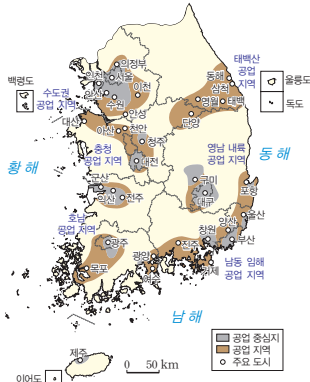 의정부
인천
서울
안산
이천
수원
수도권
공업 지역
백령도
안성
태백산
공업 지역
동해
삼척
영월
태백
단양
울릉도
독도
대산
아산
천안
청주
충청
공업 지역
대전
영남 내륙
공업 지역
황 해
동 해
군산
익산
전주
구미
대구
포항
울산
호남
공업 지역
광주
목포
광양
여수
진주
창원
부산
거제
남동 임해
공업 지역
남 해
제주
이어도
0 50 km
공업 중심지
공업 지역
주요 도시